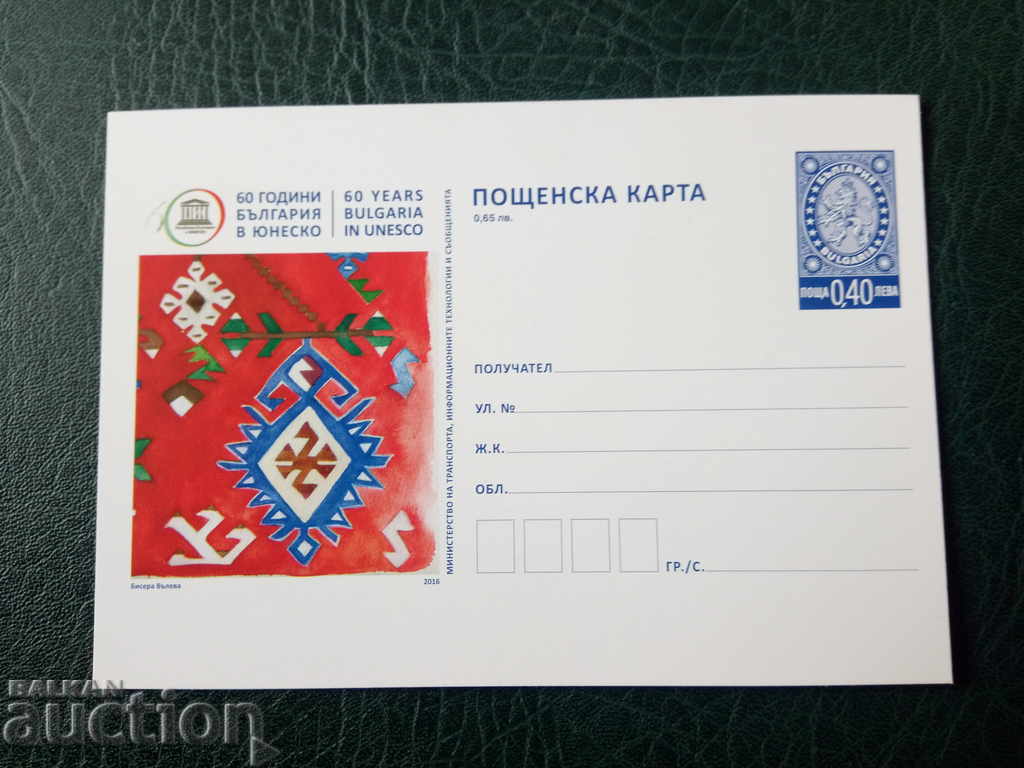 60 ГОДИНИ
БЪЛГАРИЯ
В ЮНЕСКО
60 YEARS
BULGARIA
IN UNESCO
ПОЩЕНСКА КАРТА
0,65 лв.
БЪЛГАРИЯ
BULGARIA
ПОЩА 0,40 ЛЕВА
МИНИСТЕРСТВО НА ТРАНСПОРТА, ИНФОРМАЦИОННИТЕ ТЕХНОЛОГИИ И СЪОБЩЕНИЯТА
ПОЛУЧАТЕЛ
УЛ. №
Ж.К.
ОБЛ.
ГР./С.
Бисера Вълева
2016
BALKAN
auction